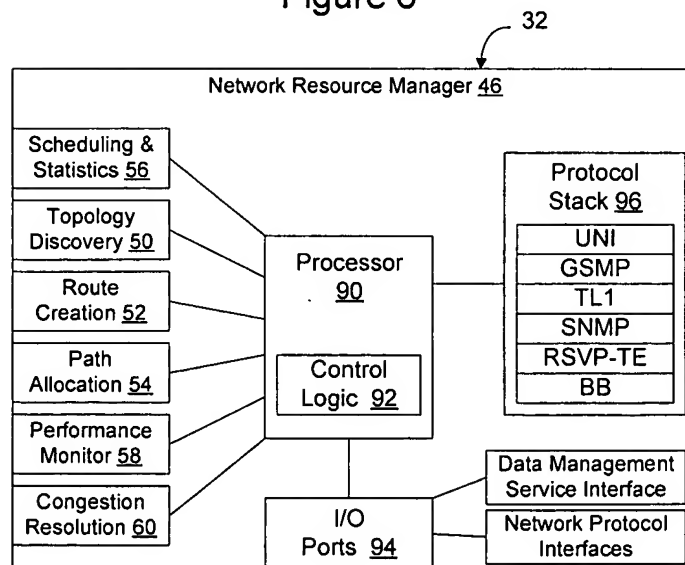 Figure 6
32
Network Resource Manager 46
Scheduling &
Statistics 56
Topology
Discovery 50
Route
Creation 52
Path
Allocation 54
Performance
Monitor 58
Congestion
Resolution 60
Processor
90
Control
Logic 92
I/O
Ports 94
Protocol
Stack 96
UNI
GSMP
TL1
SNMP
RSVP-TE
BB
Data Management
Service Interface
Network Protocol
Interfaces